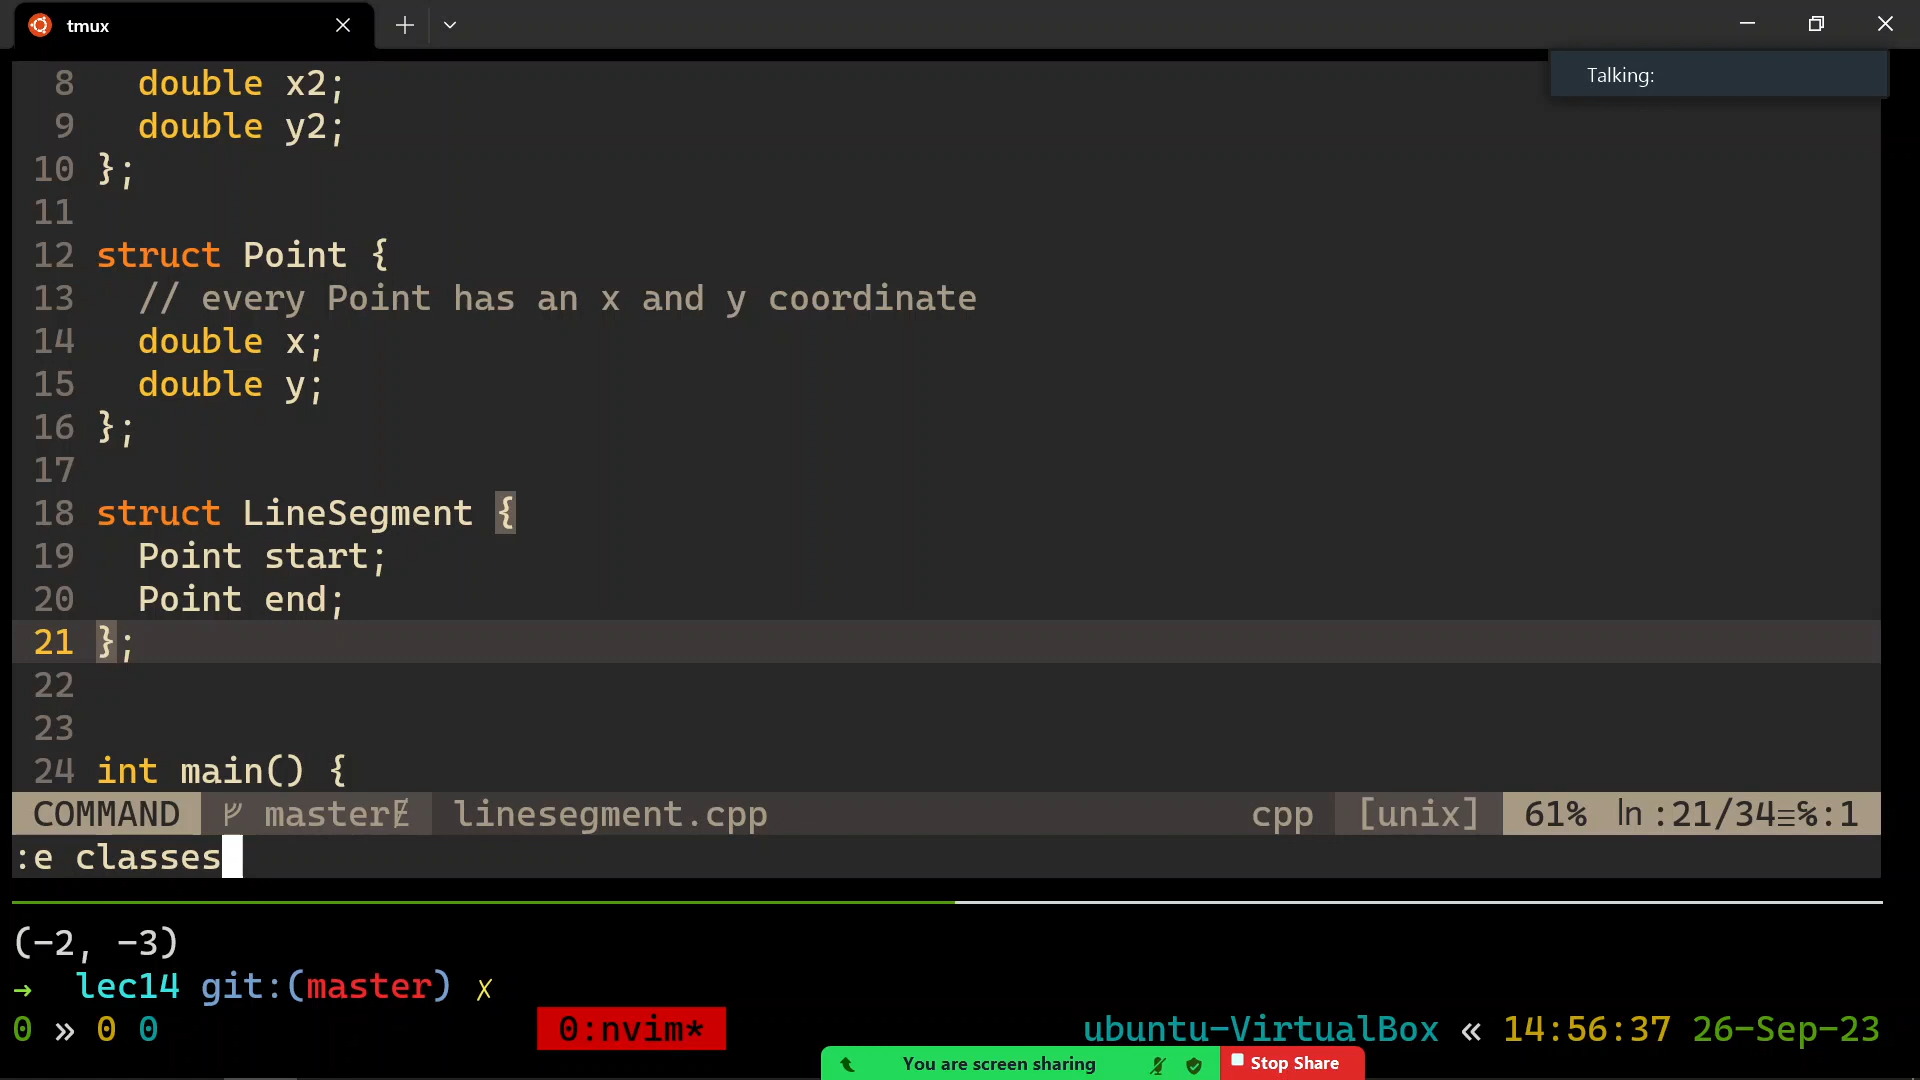 tmux
Talking:
8 double x2;
9 double y2;
10 };
11
12 struct Point {
13 // every Point has an x and y coordinate
14 double x;
15 double y;
16 };
17
18 struct LineSegment {
19 Point start;
20 Point end;
21 };
22
23
24 int main() {
COMMAND master linesegment.cpp cpp [unix] 61% ln :21/34≡%:1
:e classes
(-2, -3)
→ lec14 git:(master) ✗
0 » 0 0 0:nvim* ubuntu-VirtualBox « 14:56:37 26-Sep-23
You are screen sharing Stop Share